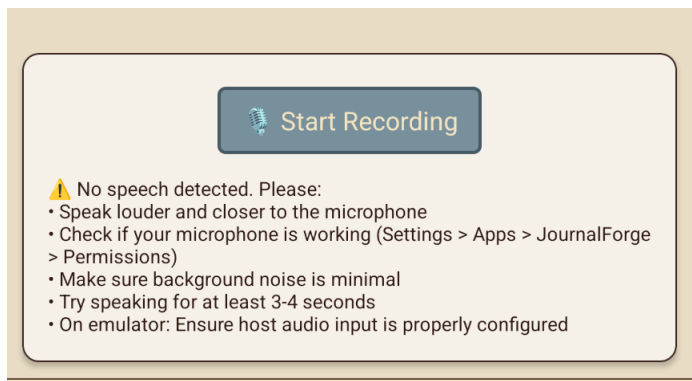 🎙️ Start Recording
⚠️ No speech detected. Please:
• Speak louder and closer to the microphone
• Check if your microphone is working (Settings > Apps > JournalForge
> Permissions)
• Make sure background noise is minimal
• Try speaking for at least 3-4 seconds
• On emulator: Ensure host audio input is properly configured